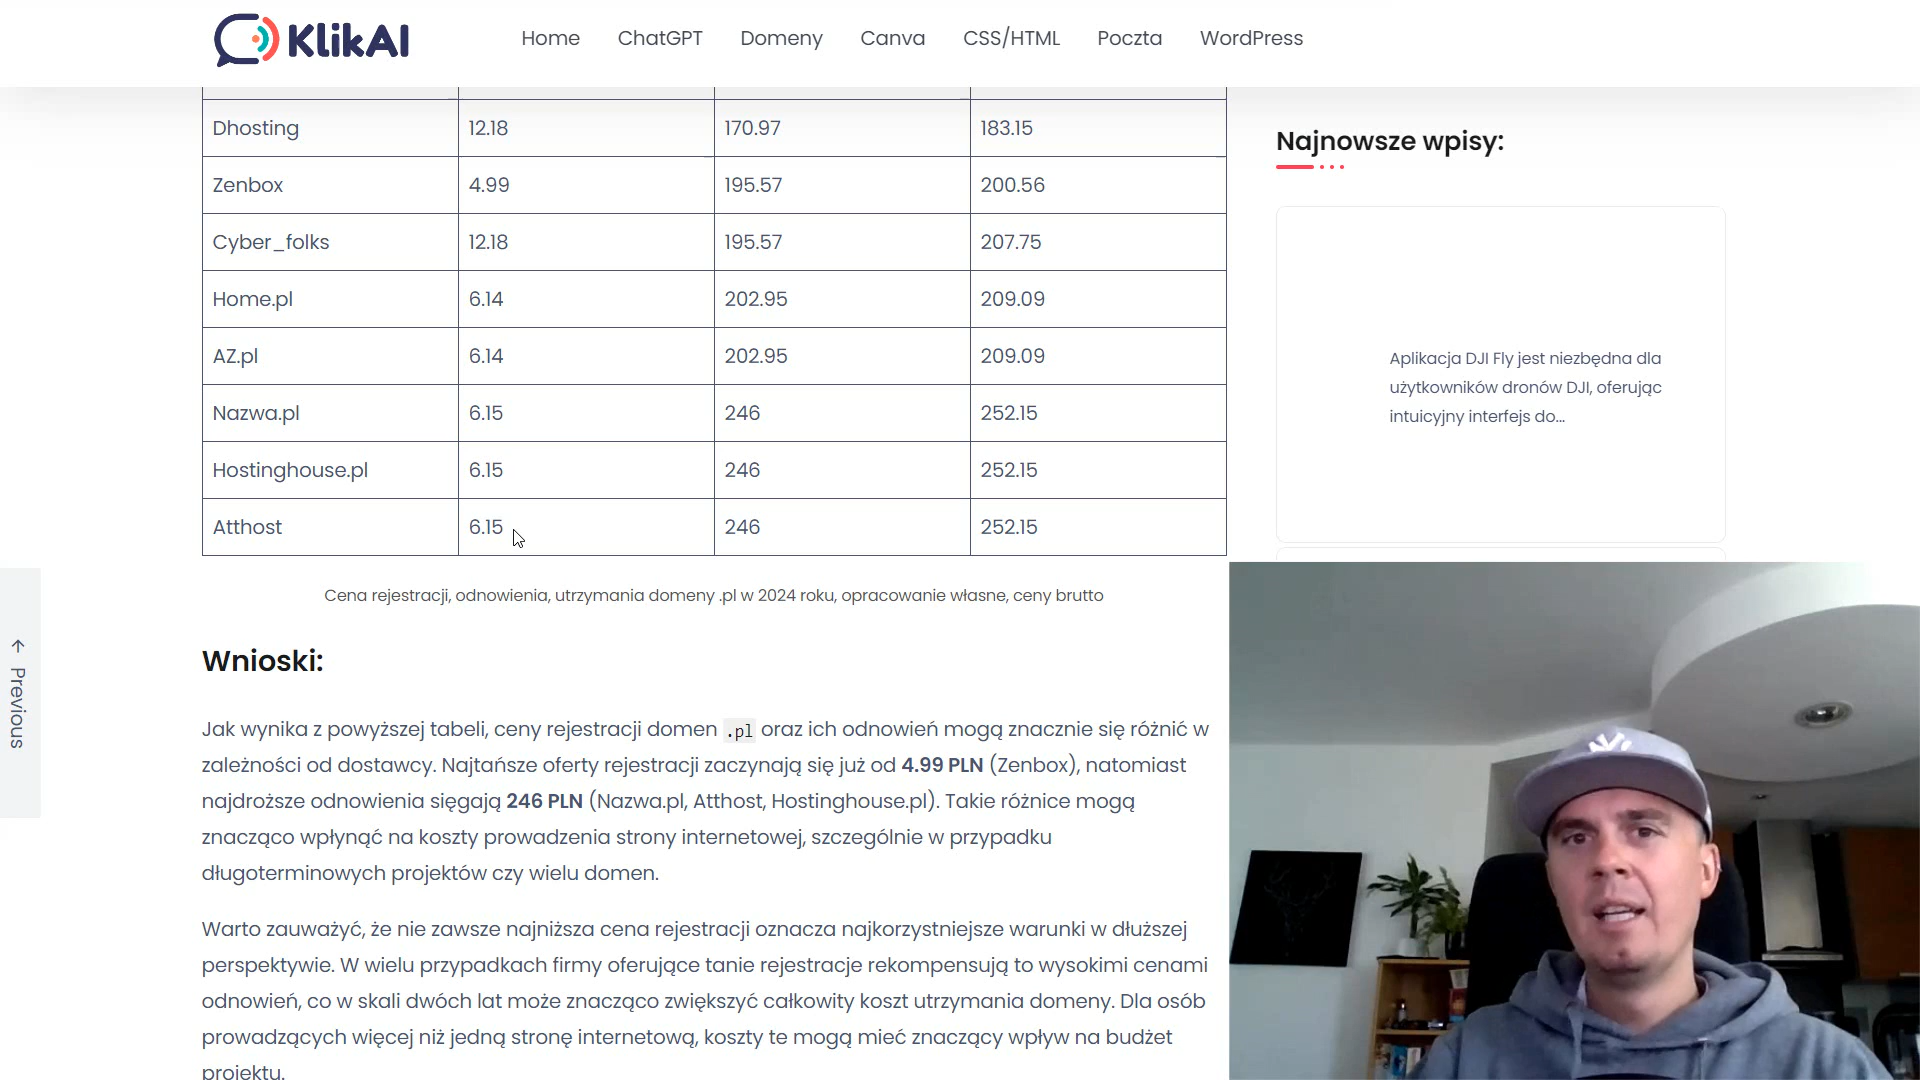 KlikAI
Home ChatGPT Domeny Canva CSS/HTML Poczta WordPress
Dhosting 12.18 170.97 183.15
Zenbox 4.99 195.57 200.56
Cyber_folks 12.18 195.57 207.75
Home.pl 6.14 202.95 209.09
AZ.pl 6.14 202.95 209.09
Nazwa.pl 6.15 246 252.15
Hostinghouse.pl 6.15 246 252.15
Atthost 6.15 246 252.15
Cena rejestracji, odnowienia, utrzymania domeny .pl w 2024 roku, opracowanie własne, ceny brutto
Wnioski:
Jak wynika z powyższej tabeli, ceny rejestracji domen .pl oraz ich odnowień mogą znacznie się różnić w
zależności od dostawcy. Najtańsze oferty rejestracji zaczynają się już od 4.99 PLN (Zenbox), natomiast
najdroższe odnowienia sięgają 246 PLN (Nazwa.pl, Atthost, Hostinghouse.pl). Takie różnice mogą
znacząco wpłynąć na koszty prowadzenia strony internetowej, szczególnie w przypadku
długoterminowych projektów czy wielu domen.
Warto zauważyć, że nie zawsze najniższa cena rejestracji oznacza najkorzystniejsze warunki w dłuższej
perspektywie. W wielu przypadkach firmy oferujące tanie rejestracje rekompensują to wysokimi cenami
odnowień, co w skali dwóch lat może znacząco zwiększyć całkowity koszt utrzymania domeny. Dla osób
prowadzących więcej niż jedną stronę internetową, koszty te mogą mieć znaczący wpływ na budżet
projektu.
Najnowsze wpisy:
Aplikacja DJI Fly jest niezbędna dla
użytkowników dronów DJI, oferując
intuicyjny interfejs do...
← Previous